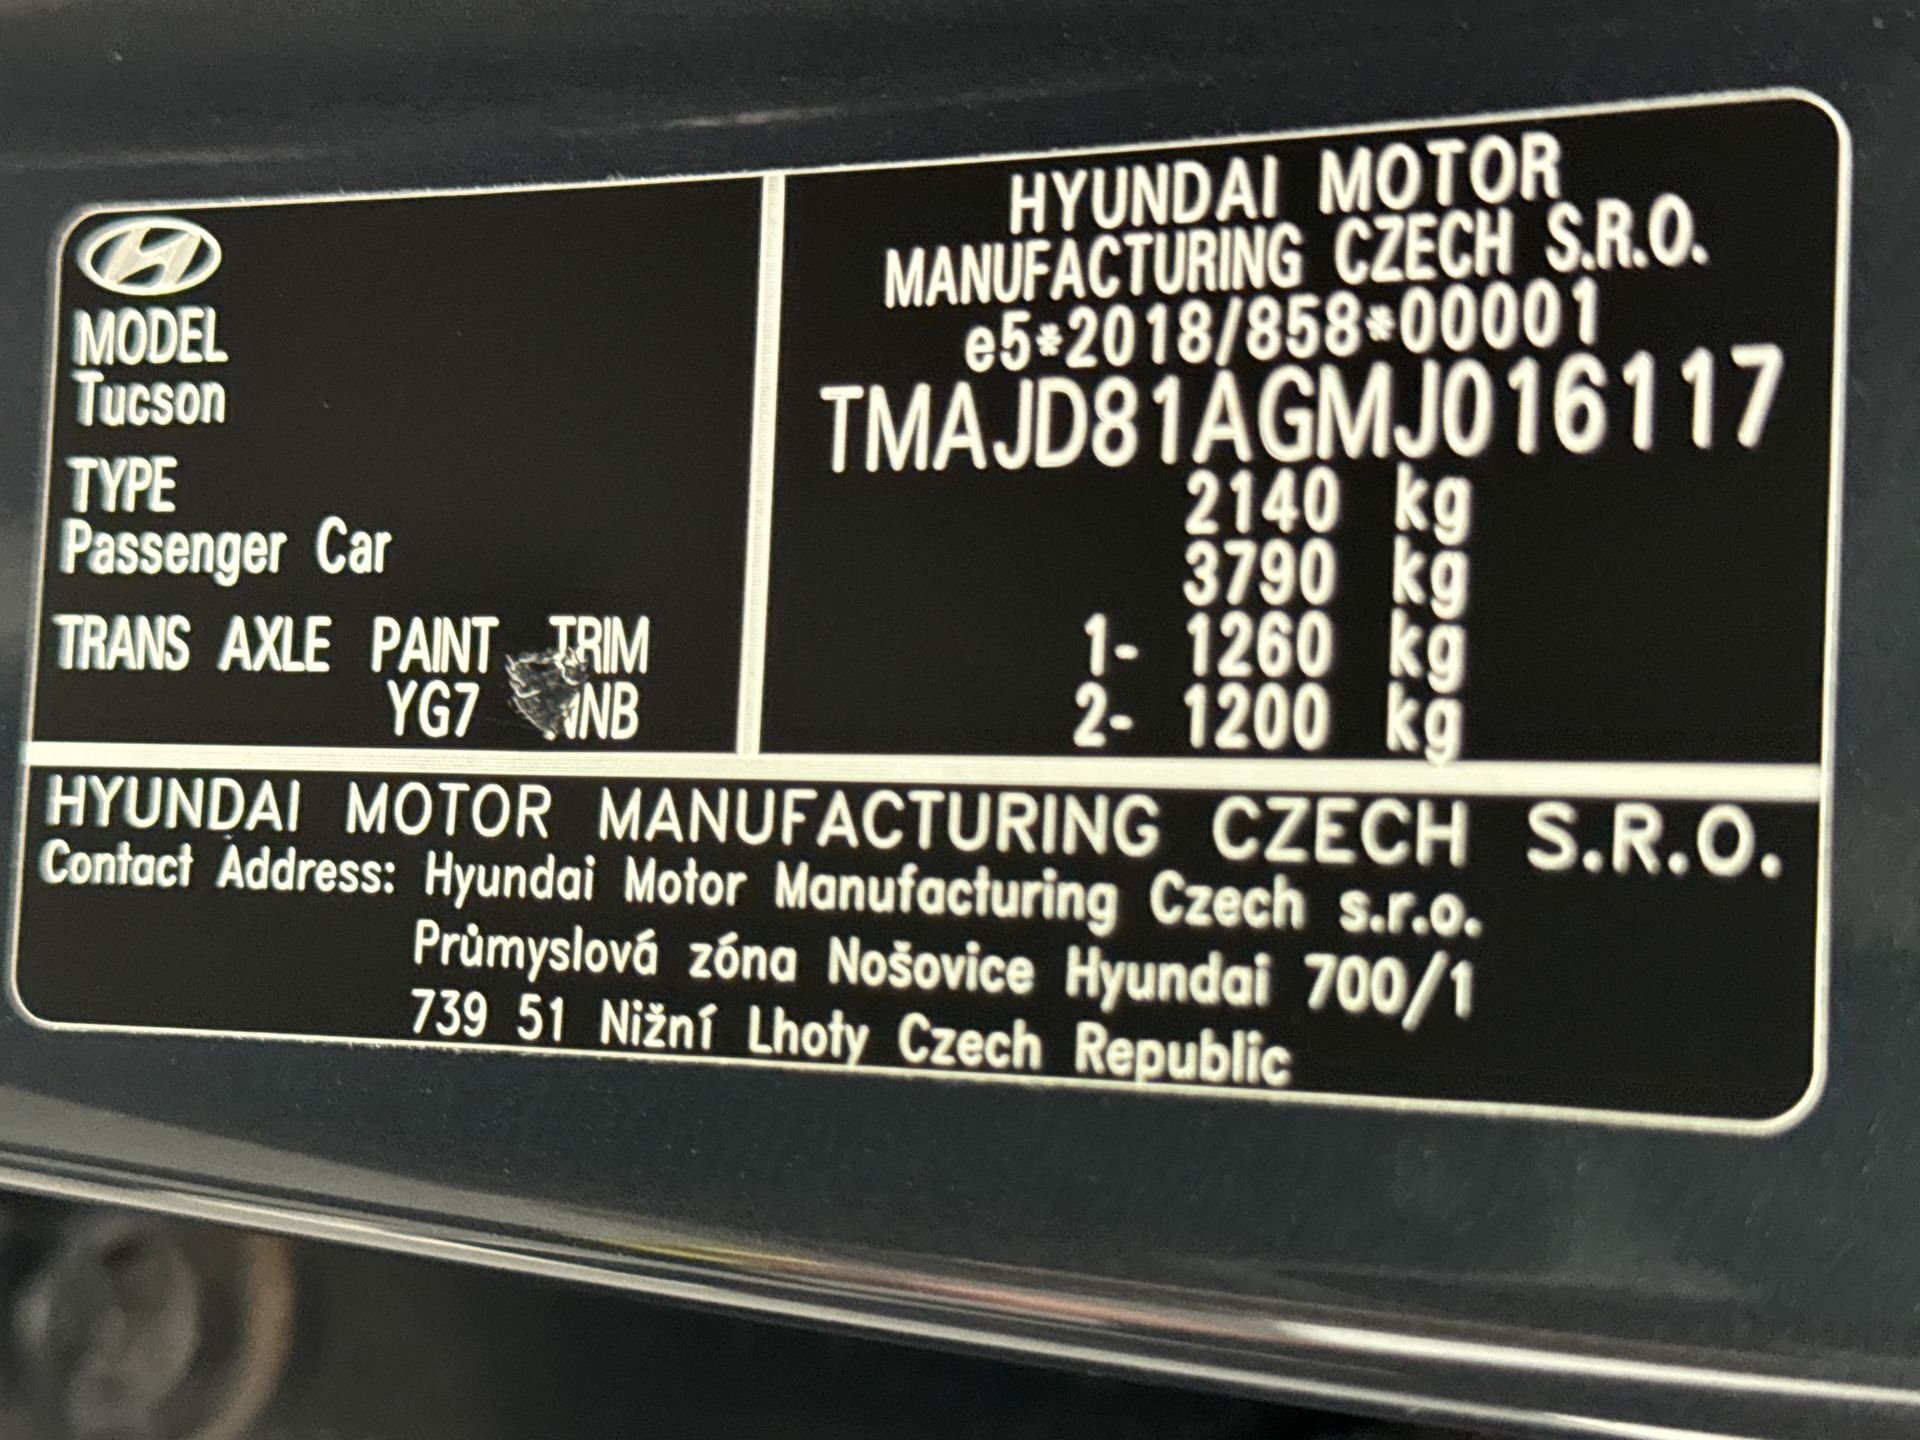 MODEL
Tucson
TYPE
Passenger Car
TRANS AXLE PAINT TRIM
YG7
HYUNDAI MOTOR
MANUFACTURING CZECH S.R.O.
e5*2018/858*00001
TMAJD81AGMJ016117
2140 kg
3790 kg
1- 1260 kg
2- 1200 kg
HYUNDAI MOTOR MANUFACTURING CZECH S.R.O.
Contact Address: Hyundai Motor Manufacturing Czech s.r.o.
Průmyslová zóna Nošovice Hyundai 700/1
739 51 Nižní Lhoty Czech Republic